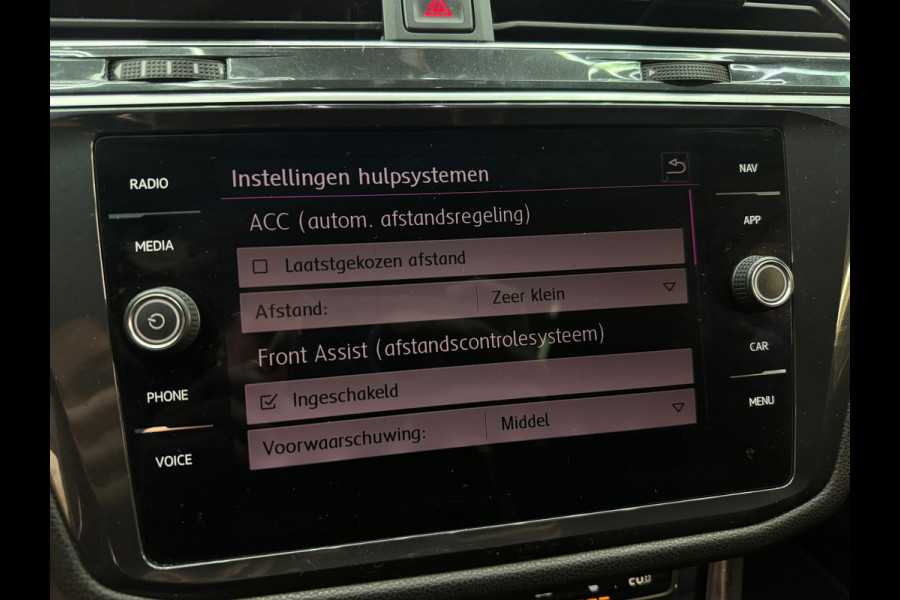 RADIO
MEDIA
PHONE
VOICE
Instellingen hulpsystemen
ACC (autom. afstandsregeling)
Laatstgekozen afstand
Afstand: Zeer klein
Front Assist (afstandscontrolesysteem)
Ingeschakeld
Voorwaarschuwing: Middel
NAV
APP
CAR
MENU